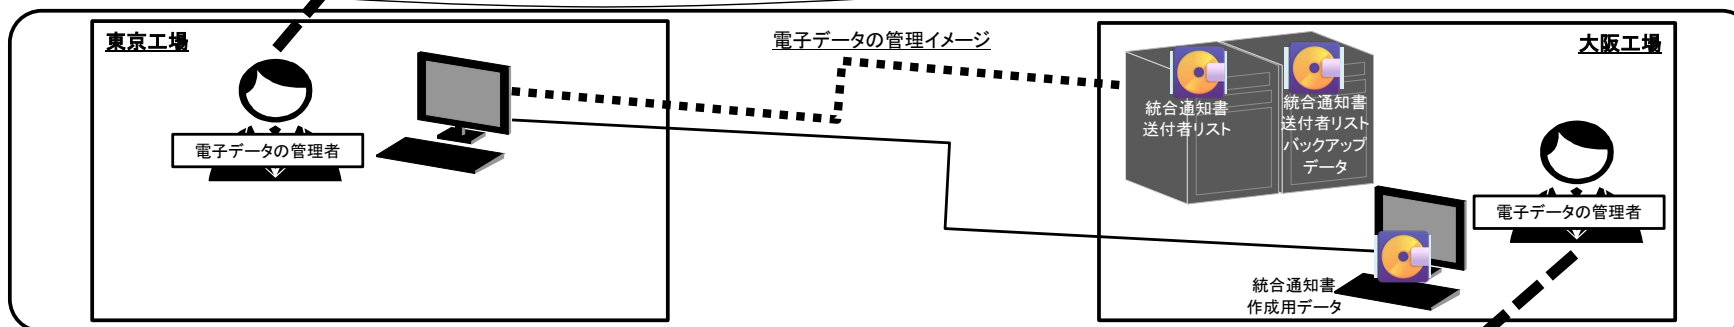 東京工場
電子データの管理者
電子データの管理イメージ
大阪工場
統合通知書
送付者リスト
統合通知書
送付者リスト
バックアップ
データ
電子データの管理者
統合通知書
作成用データ